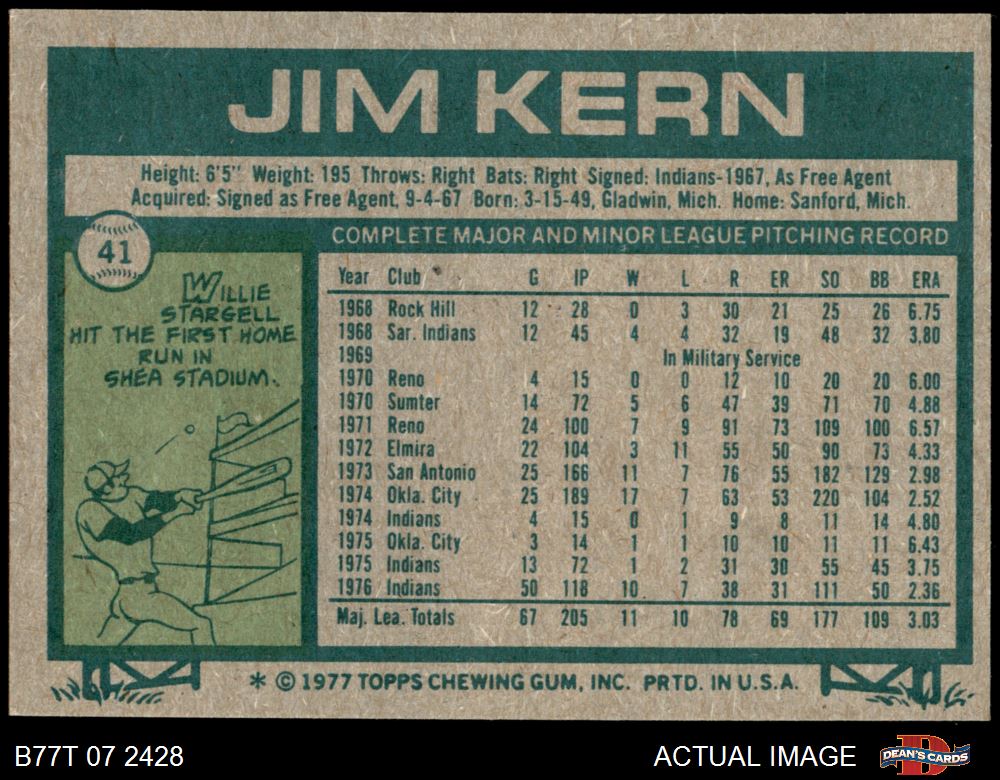 JIM KERN
Height: 6'5" Weight: 195 Throws: Right Bats: Right Signed: Indians-1967, As Free Agent
Acquired: Signed as Free Agent, 9-4-67 Born: 3-15-49, Gladwin, Mich. Home: Sanford, Mich.
41
WILLIE
STARGELL
HIT THE FIRST HOME
RUN IN
SHEA STADIUM.
COMPLETE MAJOR AND MINOR LEAGUE PITCHING RECORD
Year Club G IP W L R ER SO BB ERA
1968 Rock Hill 12 28 0 3 30 21 25 26 6.75
1968 Sar. Indians 12 45 4 4 32 19 48 32 3.80
1969 In Military Service
1970 Reno 4 15 0 0 12 10 20 20 6.00
1970 Sumter 14 72 5 6 47 39 71 70 4.88
1971 Reno 24 100 7 9 91 73 109 100 6.57
1972 Elmira 22 104 3 11 55 50 90 73 4.33
1973 San Antonio 25 166 11 7 76 55 182 129 2.98
1974 Okla. City 25 189 17 7 63 53 220 104 2.52
1974 Indians 4 15 0 1 9 8 11 14 4.80
1975 Okla. City 3 14 1 1 10 10 11 11 6.43
1975 Indians 13 72 1 2 31 30 55 45 3.75
1976 Indians 50 118 10 7 38 31 111 50 2.36
Maj. Lea. Totals 67 205 11 10 78 69 177 109 3.03
* © 1977 TOPPS CHEWING GUM, INC. PRTD. IN U.S.A.
B77T 07 2428
ACTUAL IMAGE
D
DEAN'S CARDS